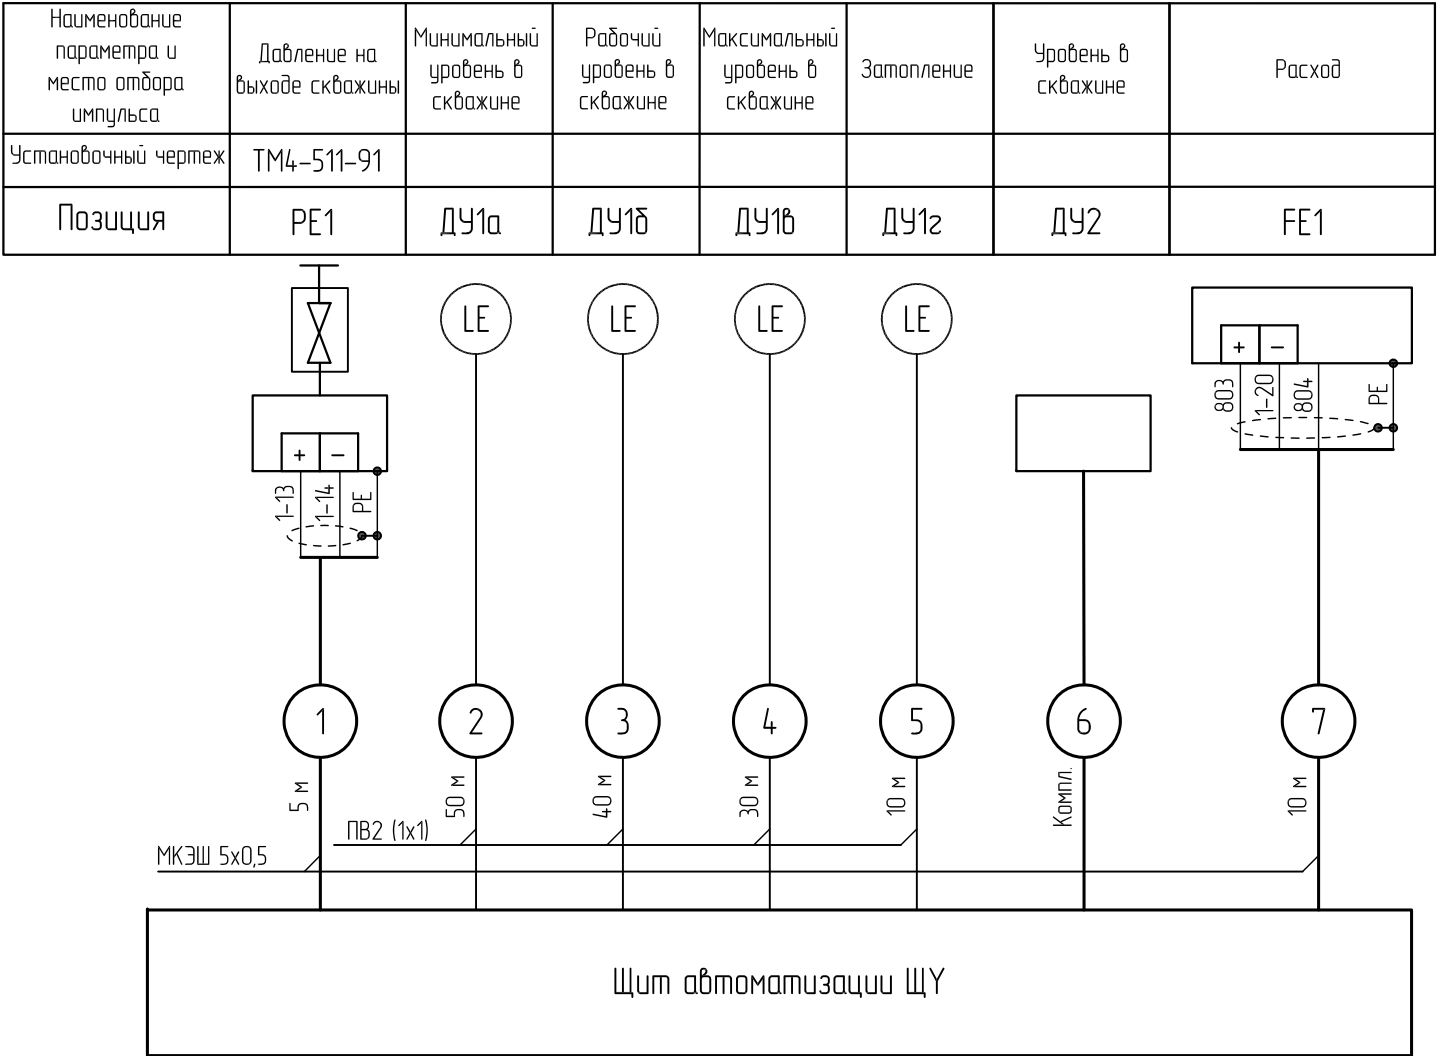 Наименование
параметра и
место отбора
импульса
Давление на
выходе скважины
Минимальный
уровень в
скважине
Рабочий
уровень в
скважине
Максимальный
уровень в
скважине
Затопление
Уровень в
скважине
Расход
Установочный чертеж
ТМ4-511-91
Позиция
PE1
ДУ1а
ДУ1б
ДУ1в
ДУ1г
ДУ2
FE1
LE
LE
LE
LE
+ −
803
1-20
804
PE
+ −
1-13
1-14
PE
1
2
3
4
5
6
7
5 м
50 м
40 м
30 м
10 м
Компл.
10 м
ПВ2 (1х1)
МКЭШ 5х0,5
Щит автоматизации ЩY